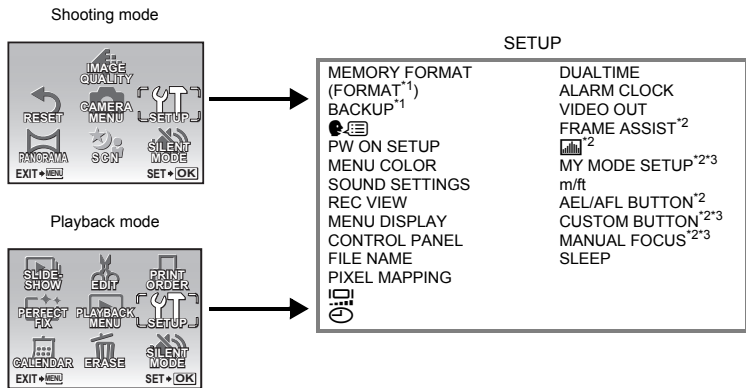 Shooting mode
IMAGE
QUALITY
RESET
CAMERA
MENU
SETUP
PANORAMA
SCN
SILENT
MODE
EXIT MENU
SET OK
Playback mode
SLIDE-
SHOW
EDIT
PRINT
ORDER
PERFECT
FIX
PLAYBACK
MENU
SETUP
CALENDAR
ERASE
SILENT
MODE
EXIT MENU
SET OK
SETUP
MEMORY FORMAT
(FORMAT*1)
BACKUP*1
PW ON SETUP
MENU COLOR
SOUND SETTINGS
REC VIEW
MENU DISPLAY
CONTROL PANEL
FILE NAME
PIXEL MAPPING
DUALTIME
ALARM CLOCK
VIDEO OUT
FRAME ASSIST*2
*2
MY MODE SETUP*2*3
m/ft
AEL/AFL BUTTON*2
CUSTOM BUTTON*2*3
MANUAL FOCUS*2*3
SLEEP